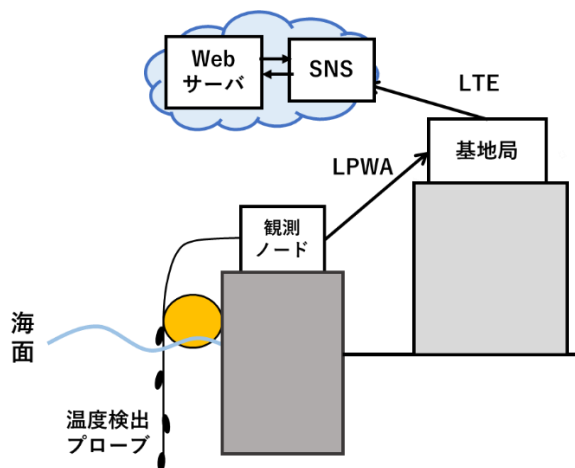 Web
サーバ
SNS
LTE
基地局
LPWA
観測
ノード
海
面
温度検出
プローブ